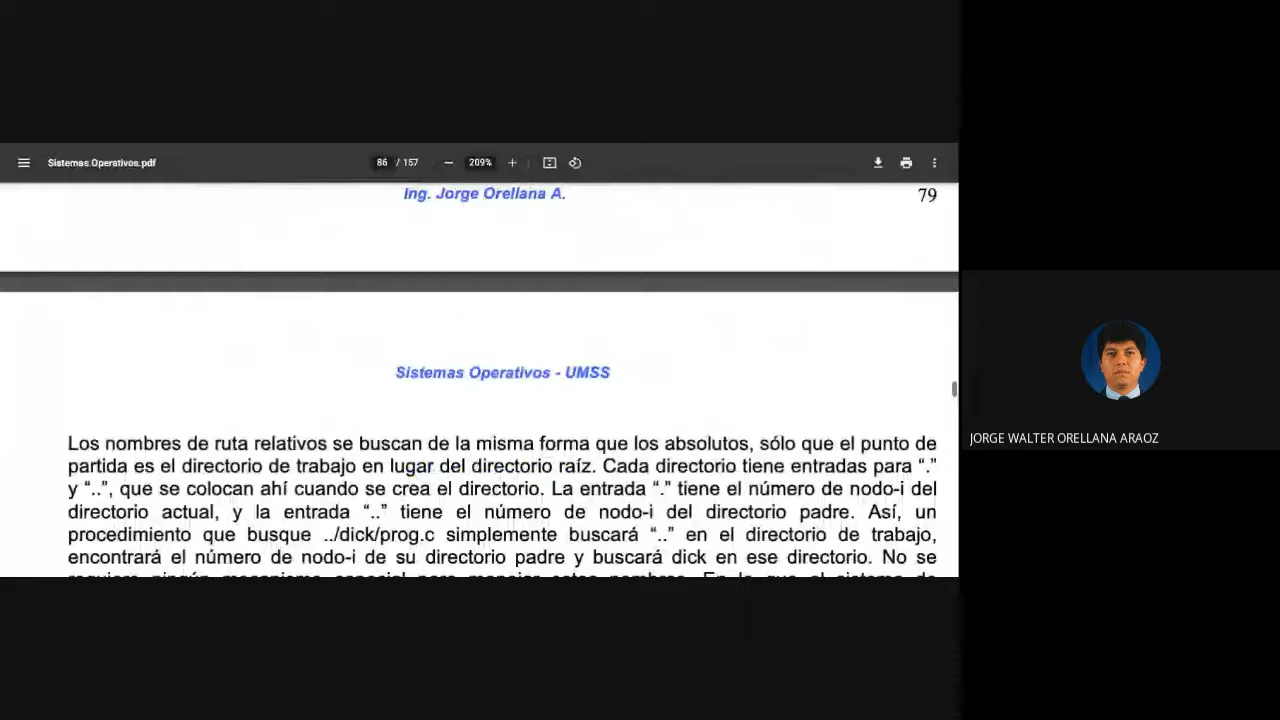 Sistemas Operativos.pdf
86 / 157
209%
Ing. Jorge Orellana A.
79
Sistemas Operativos - UMSS
Los nombres de ruta relativos se buscan de la misma forma que los absolutos, sólo que el punto de
partida es el directorio de trabajo en lugar del directorio raíz. Cada directorio tiene entradas para “.”
y “..”, que se colocan ahí cuando se crea el directorio. La entrada “.” tiene el número de nodo-i del
directorio actual, y la entrada “..” tiene el número de nodo-i del directorio padre. Así, un
procedimiento que busque ../dick/prog.c simplemente buscará “..” en el directorio de trabajo,
encontrará el número de nodo-i de su directorio padre y buscará dick en ese directorio. No se
JORGE WALTER ORELLANA ARAOZ